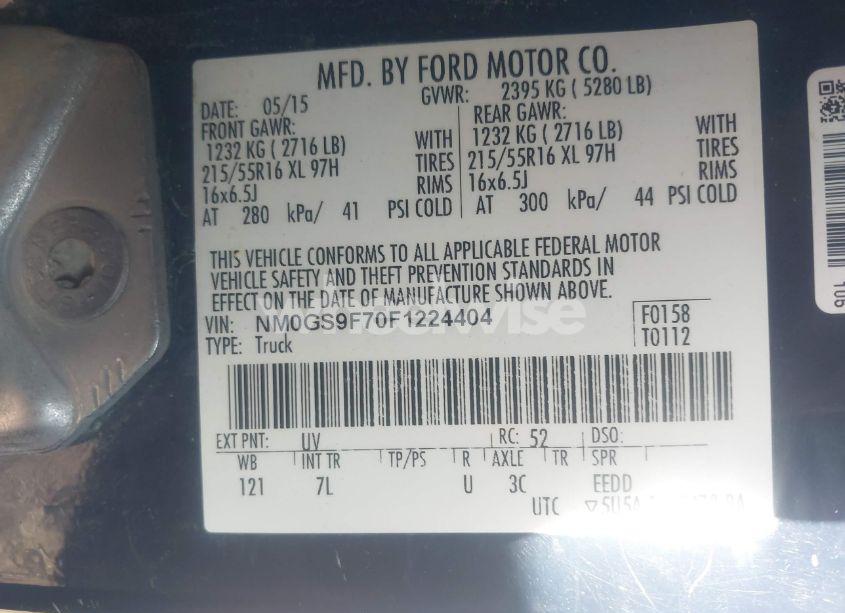 MFD. BY FORD MOTOR CO.
DATE: 05/15 GVWR: 2395 KG ( 5280 LB)
FRONT GAWR: REAR GAWR:
1232 KG ( 2716 LB) WITH 1232 KG ( 2716 LB) WITH
215/55R16 XL 97H TIRES 215/55R16 XL 97H TIRES
16x6.5J RIMS 16x6.5J RIMS
AT 280 kPa/ 41 PSI COLD AT 300 kPa/ 44 PSI COLD
THIS VEHICLE CONFORMS TO ALL APPLICABLE FEDERAL MOTOR
VEHICLE SAFETY AND THEFT PREVENTION STANDARDS IN
EFFECT ON THE DATE OF MANUFACTURE SHOWN ABOVE.
VIN: NM0GS9F70F1224404 F0158
TYPE: Truck T0112
EXT PNT: UV RC: 52 DSO:
WB INT TR TP/PS R AXLE TR SPR
121 7L U 3C EEDD
UTC
106